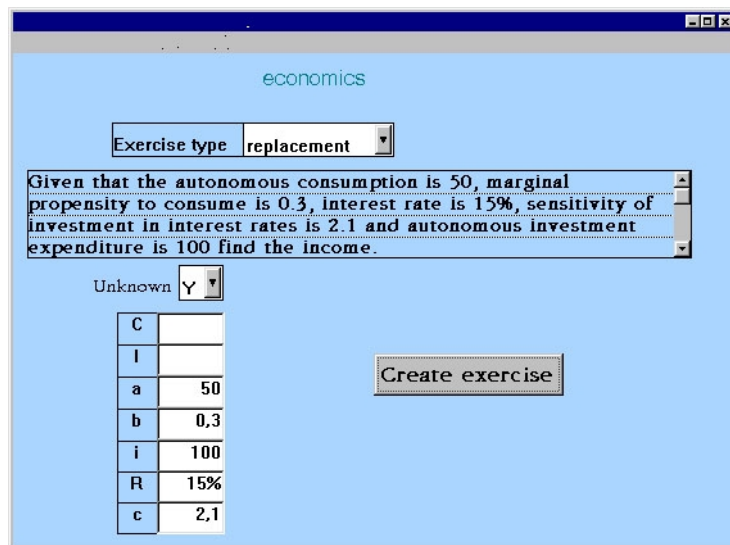 economics
Exercise type replacement
Given that the autonomous consumption is 50, marginal
propensity to consume is 0.3, interest rate is 15%, sensitivity of
investment in interest rates is 2.1 and autonomous investment
expenditure is 100 find the income.
Unknown Y
C
I
a 50
b 0,3
i 100
R 15%
c 2,1
Create exercise